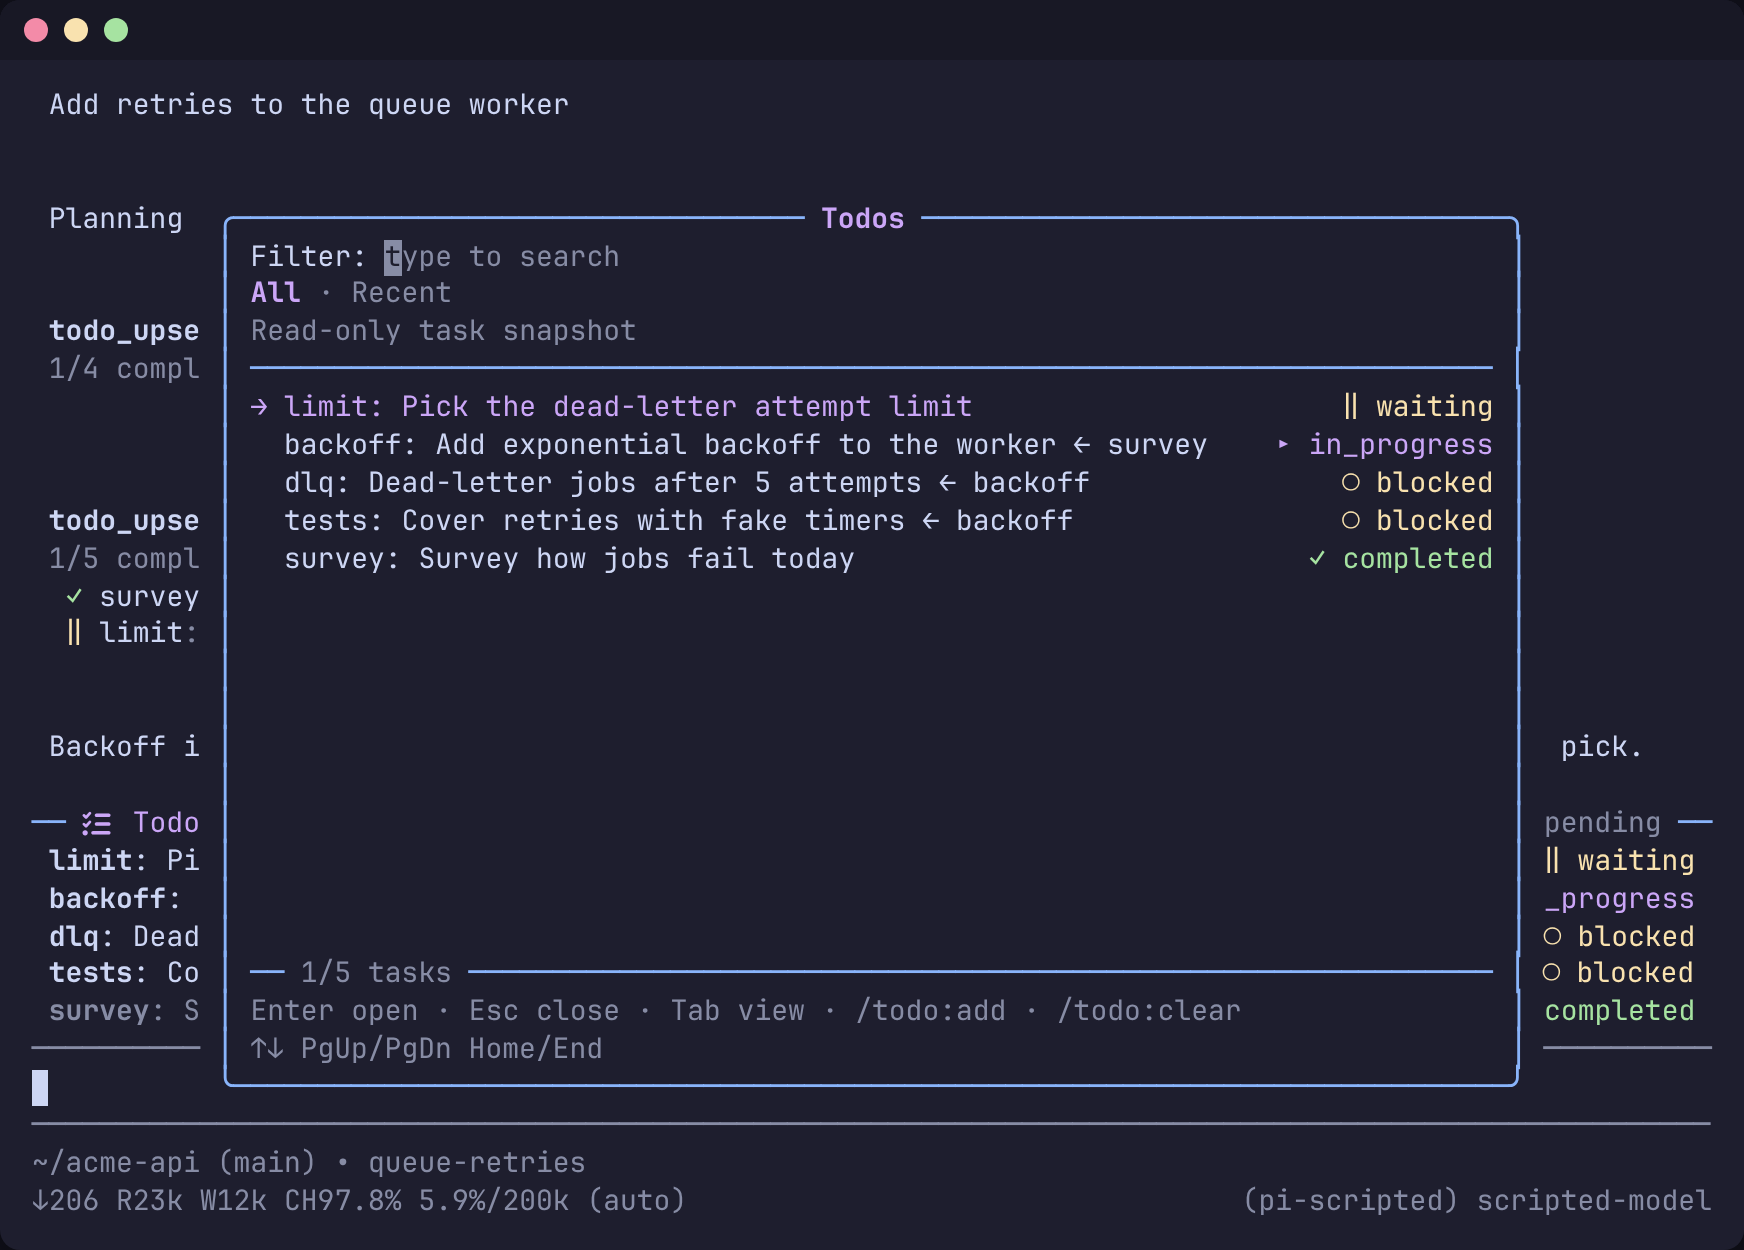 Add retries to the queue worker
Planning
Todos
Filter: type to search
All · Recent
todo_upse
Read-only task snapshot
1/4 compl
→ limit: Pick the dead-letter attempt limit || waiting
backoff: Add exponential backoff to the worker ← survey ▸ in_progress
dlq: Dead-letter jobs after 5 attempts ← backoff ○ blocked
todo_upse
tests: Cover retries with fake timers ← backoff ○ blocked
1/5 compl
survey: Survey how jobs fail today ✓ completed
✓ survey
|| limit:
Backoff i
pick.
Todo
pending
limit: Pi
|| waiting
backoff:
_progress
dlq: Dead
○ blocked
tests: Co
1/5 tasks
○ blocked
survey: S
Enter open · Esc close · Tab view · /todo:add · /todo:clear
completed
↑↓ PgUp/PgDn Home/End
~/acme-api (main) • queue-retries
↓206 R23k W12k CH97.8% 5.9%/200k (auto)
(pi-scripted) scripted-model